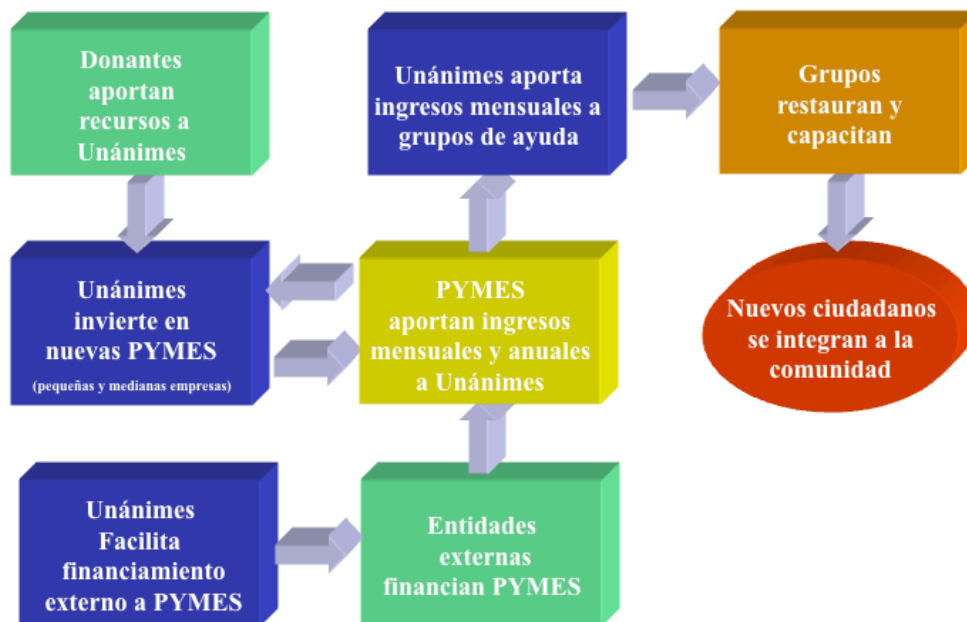 Donantes
aportan
recursos a
Unánimes
Unánimes aporta
ingresos mensuales a
grupos de ayuda
Grupos
restauran y
capacitan
Unánimes
invierte en
nuevas PYMES
(pequeñas y medianas empresas)
PYMES
aportan ingresos
mensuales y anuales
a Unánimes
Nuevos ciudadanos
se integran a la
comunidad
Unánimes
Facilita
financiamiento
externo a PYMES
Entidades
externas
financian PYMES